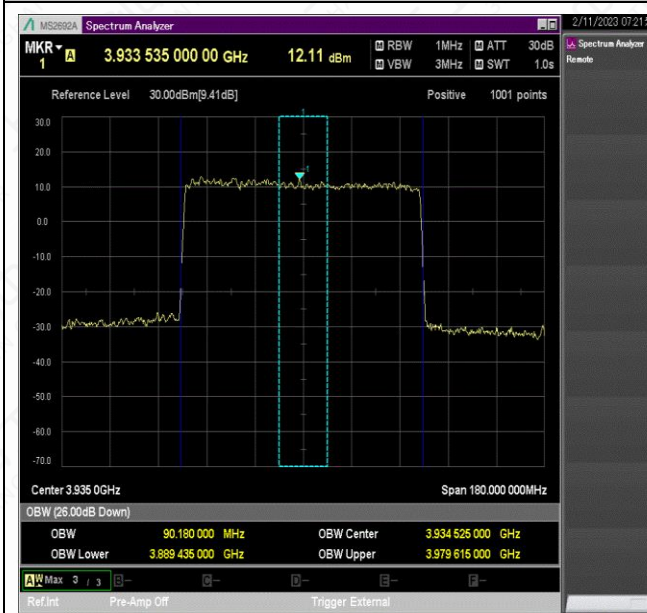 MS2692A Spectrum Analyzer
2/11/2023 07:21:5
MKR 1 A 3.933 535 000 00 GHz 12.11 dBm M RBW 1MHz M ATT 30dB
M VBW 3MHz M SWT 1.0s
Spectrum Analyzer
Remote
Reference Level 30.00dBm[9.41dB] Positive 1001 points
1
30.0
20.0
1
10.0
0.0
-10.0
-20.0
-30.0
-40.0
-50.0
-60.0
-70.0
Center 3.935 0GHz Span 180.000 000MHz
OBW (26.00dB Down)
OBW 90.180 000 MHz OBW Center 3.934 525 000 GHz
OBW Lower 3.889 435 000 GHz OBW Upper 3.979 615 000 GHz
A W Max 3 / 3 B- C- D- E- F-
Ref.Int Pre-Amp Off Trigger External